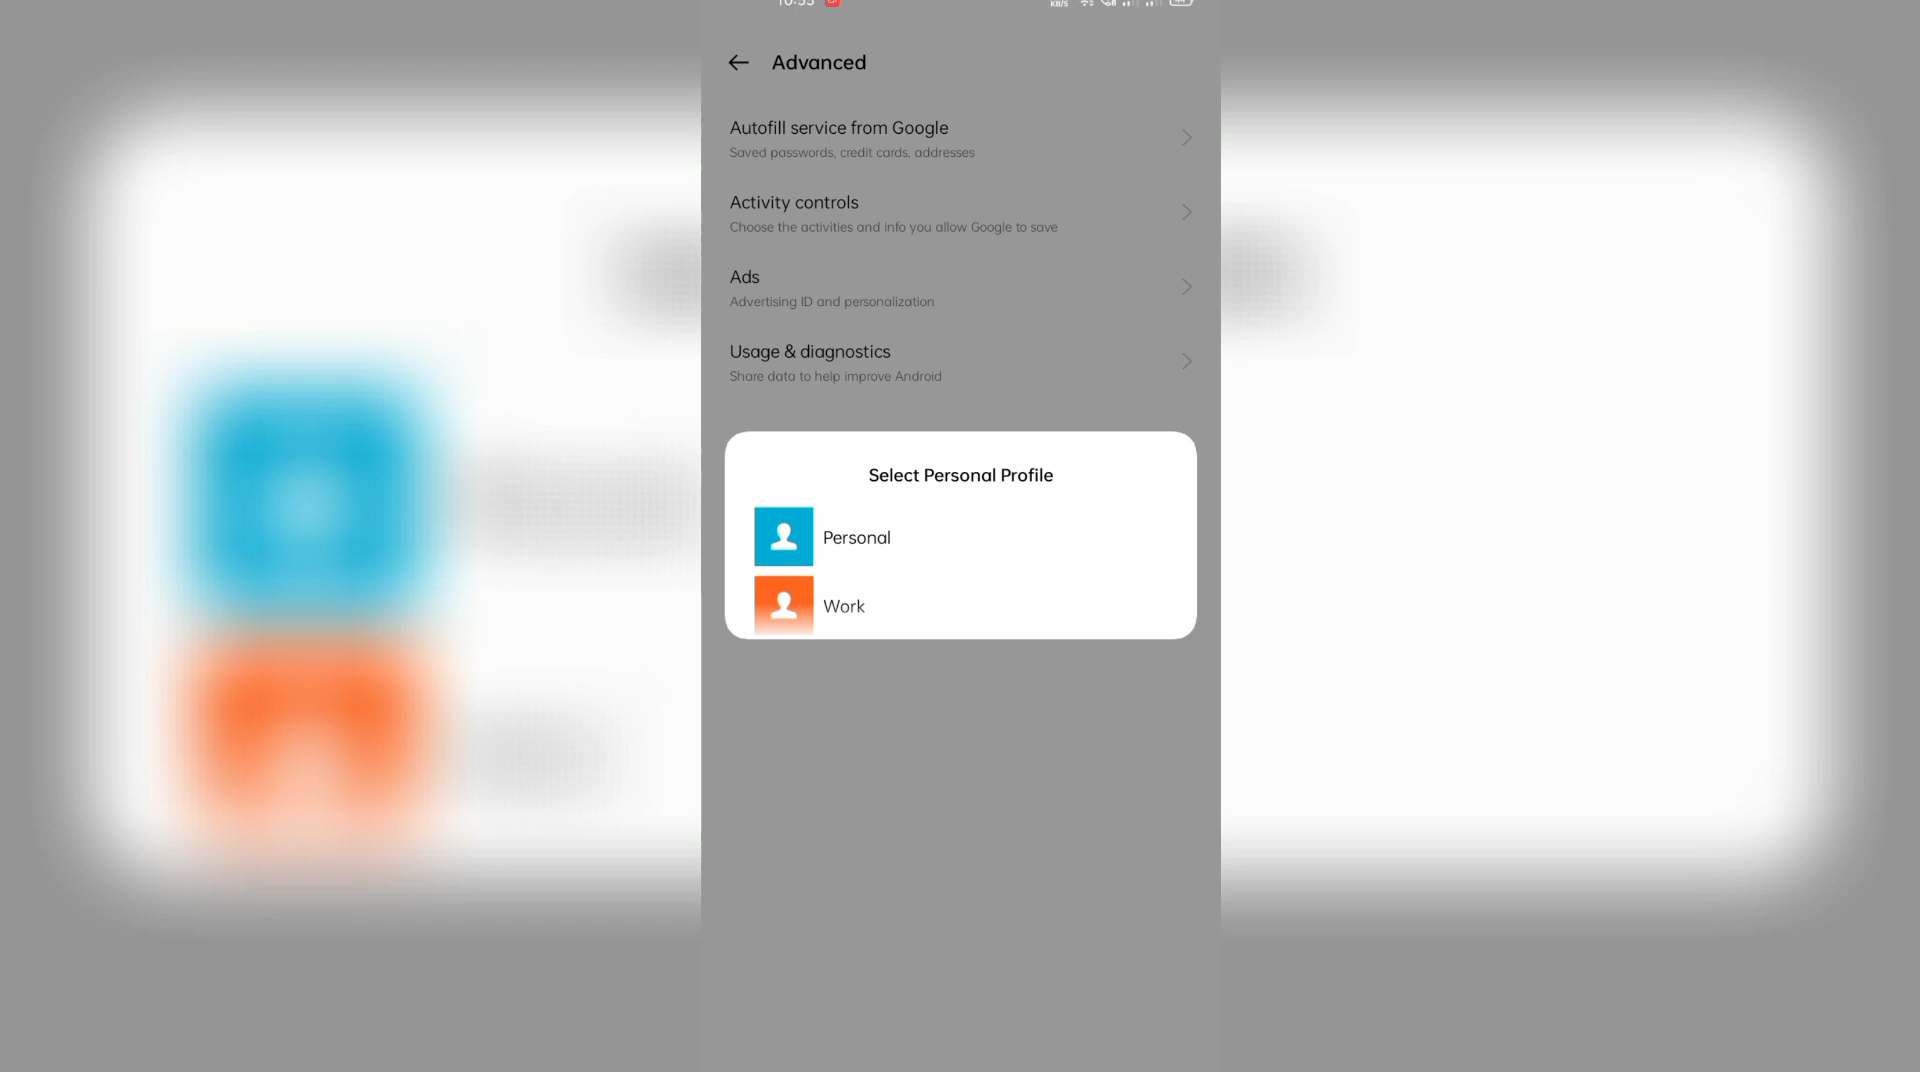 KB/S
Advanced
Autofill service from Google
Saved passwords, credit cards, addresses
Activity controls
Choose the activities and info you allow Google to save
Ads
Advertising ID and personalization
Usage & diagnostics
Share data to help improve Android
Select Personal Profile
Personal
Work